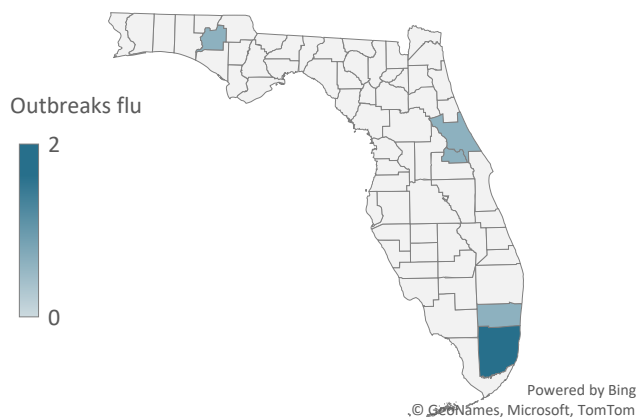 Outbreaks flu
2
0
Powered by Bing
© GeoNames, Microsoft, TomTom